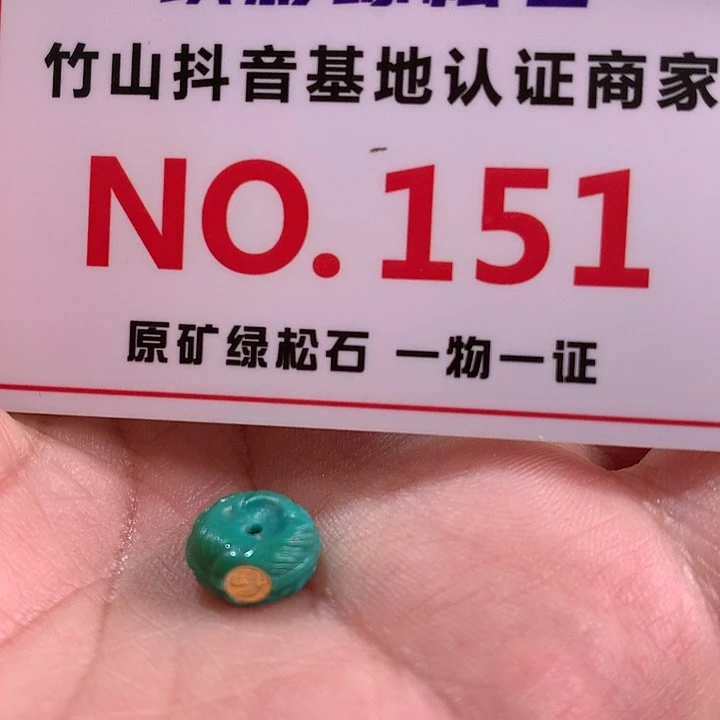 竹山抖音基地认证商家
NO.151
原矿绿松石 一物一证